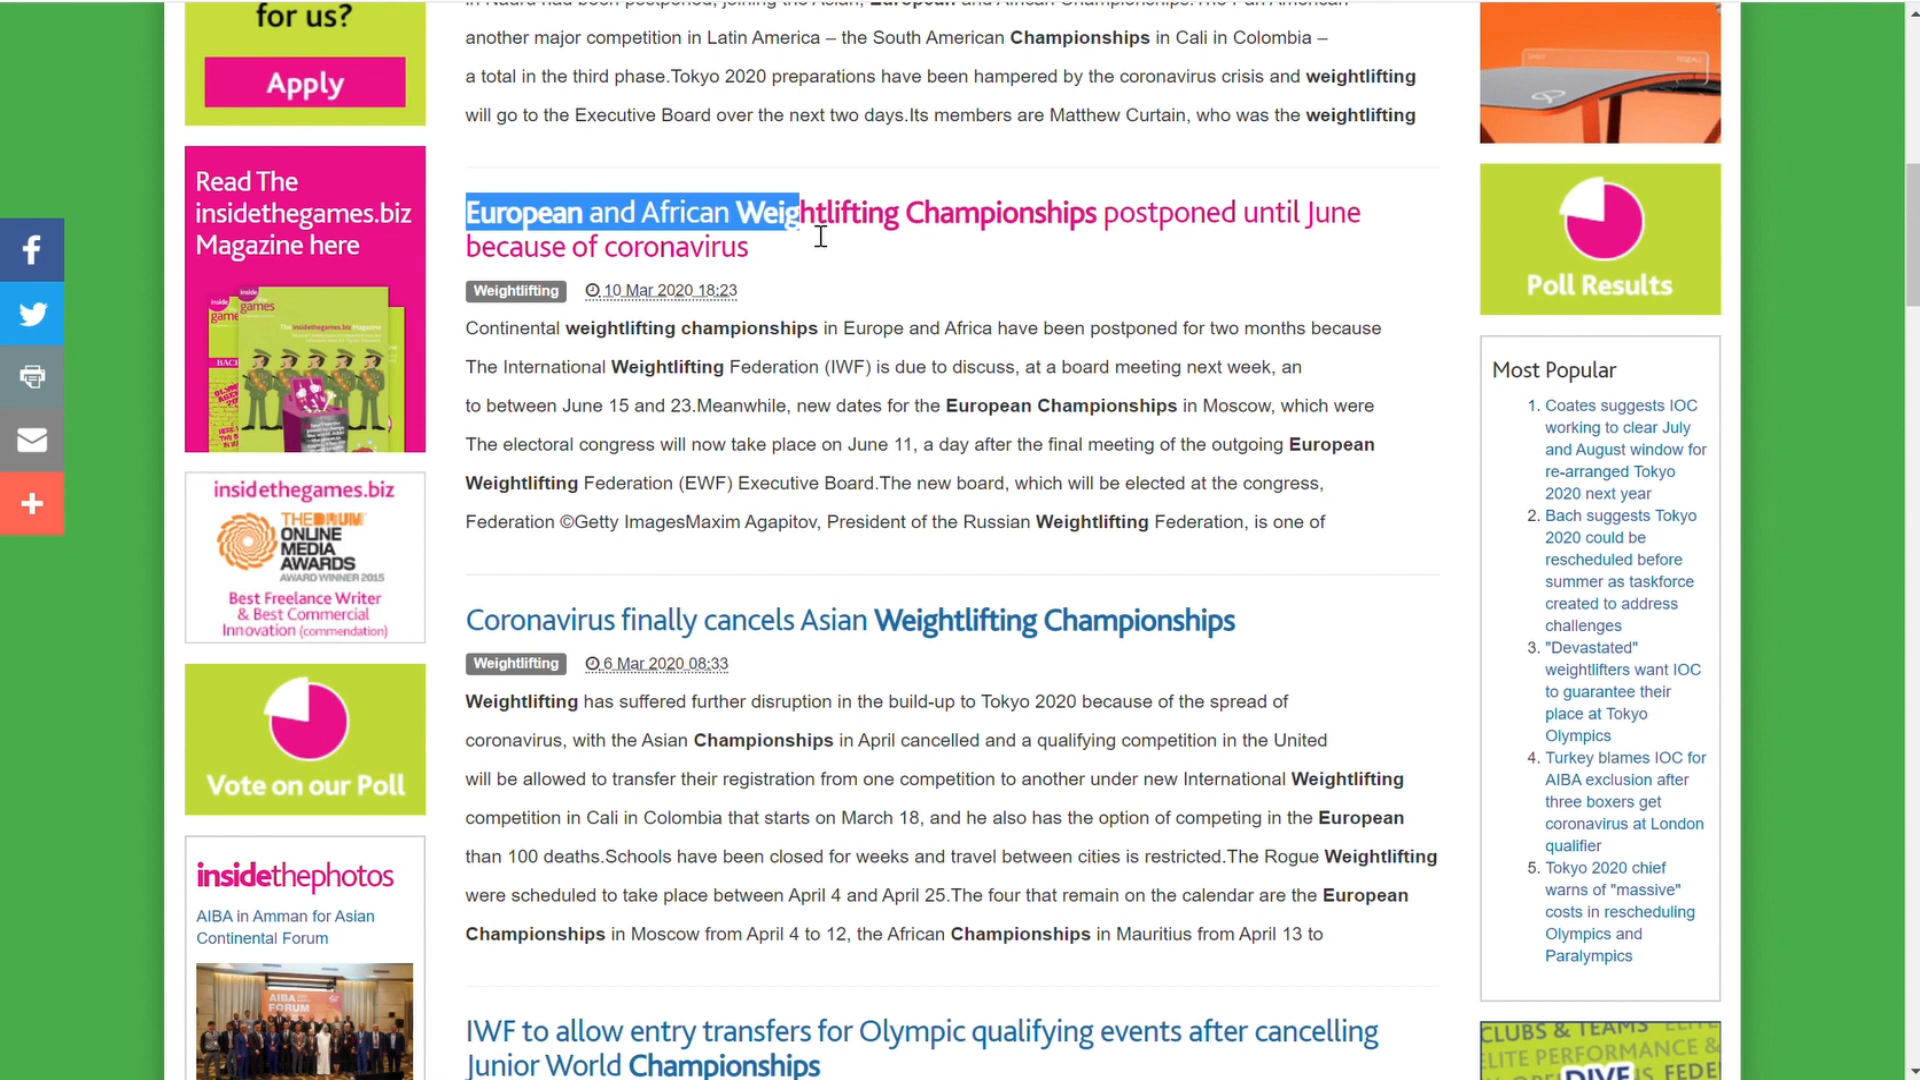 for us?
Apply
Read The
insidethegames.biz
Magazine here
insidethegames.biz
THE DRUM
ONLINE
MEDIA
AWARDS
AWARD WINNER 2015
Best Freelance Writer
& Best Commercial
Innovation (commendation)
Vote on our Poll
insidethephotos
AIBA in Amman for Asian
Continental Forum
AIBA
FORUM
another major competition in Latin America – the South American Championships in Cali in Colombia –
a total in the third phase.Tokyo 2020 preparations have been hampered by the coronavirus crisis and weightlifting
will go to the Executive Board over the next two days.Its members are Matthew Curtain, who was the weightlifting
European and African Weightlifting Championships postponed until June
because of coronavirus
Weightlifting 10 Mar 2020 18:23
Continental weightlifting championships in Europe and Africa have been postponed for two months because
The International Weightlifting Federation (IWF) is due to discuss, at a board meeting next week, an
to between June 15 and 23.Meanwhile, new dates for the European Championships in Moscow, which were
The electoral congress will now take place on June 11, a day after the final meeting of the outgoing European
Weightlifting Federation (EWF) Executive Board.The new board, which will be elected at the congress,
Federation ©Getty ImagesMaxim Agapitov, President of the Russian Weightlifting Federation, is one of
Coronavirus finally cancels Asian Weightlifting Championships
Weightlifting 6 Mar 2020 08:33
Weightlifting has suffered further disruption in the build-up to Tokyo 2020 because of the spread of
coronavirus, with the Asian Championships in April cancelled and a qualifying competition in the United
will be allowed to transfer their registration from one competition to another under new International Weightlifting
competition in Cali in Colombia that starts on March 18, and he also has the option of competing in the European
than 100 deaths.Schools have been closed for weeks and travel between cities is restricted.The Rogue Weightlifting
were scheduled to take place between April 4 and April 25.The four that remain on the calendar are the European
Championships in Moscow from April 4 to 12, the African Championships in Mauritius from April 13 to
IWF to allow entry transfers for Olympic qualifying events after cancelling
Junior World Championships
Poll Results
Most Popular
1. Coates suggests IOC
working to clear July
and August window for
re-arranged Tokyo
2020 next year
2. Bach suggests Tokyo
2020 could be
rescheduled before
summer as taskforce
created to address
challenges
3. "Devastated"
weightlifters want IOC
to guarantee their
place at Tokyo
Olympics
4. Turkey blames IOC for
AIBA exclusion after
three boxers get
coronavirus at London
qualifier
5. Tokyo 2020 chief
warns of "massive"
costs in rescheduling
Olympics and
Paralympics
CLUBS & TEAMS
ELITE PERFORMANCE &
DIVE